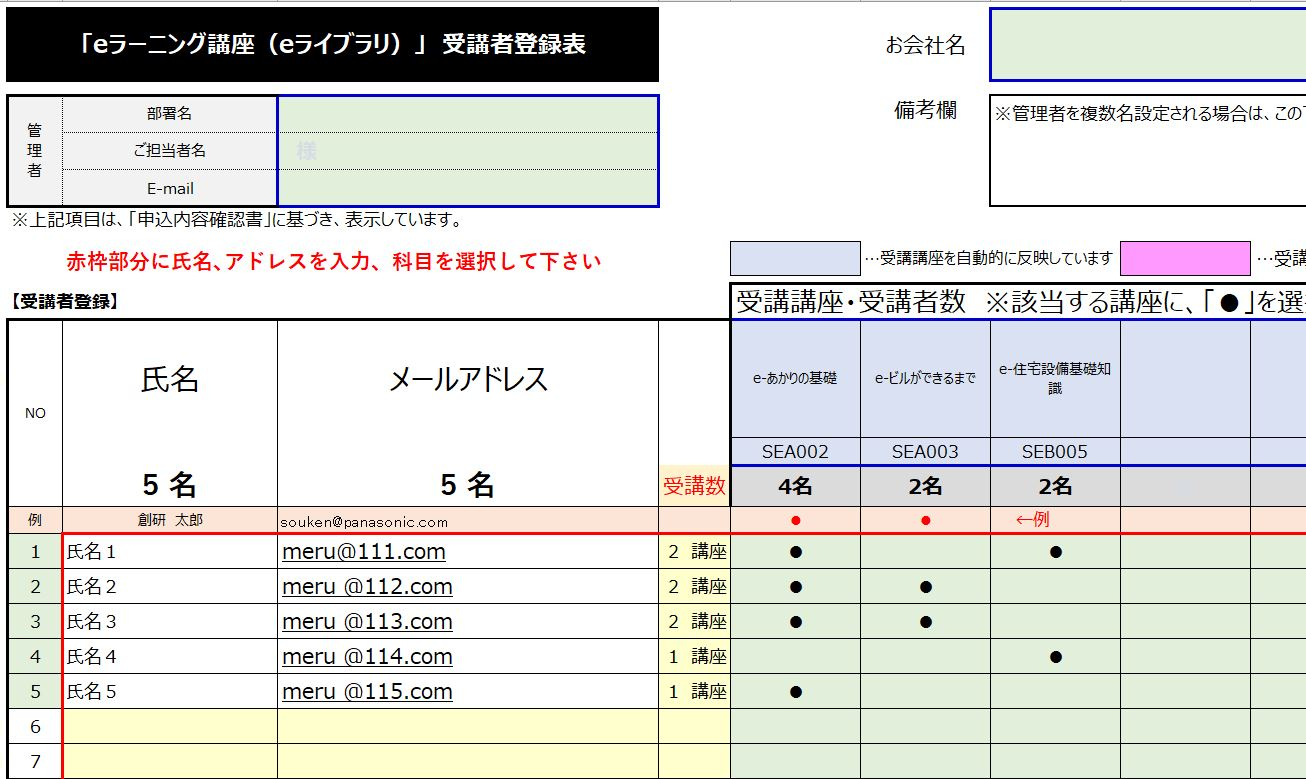 「eラーニング講座（eライブラリ）」 受講者登録表
お会社名
管理者
部署名
ご担当者名
様
E-mail
備考欄
※管理者を複数名設定される場合は、この
※上記項目は、「申込内容確認書」に基づき、表示しています。
赤枠部分に氏名、アドレスを入力、科目を選択して下さい
…受講講座を自動的に反映しています
…受講
【受講者登録】
受講講座・受講者数 ※該当する講座に、「●」を選
NO
氏名
メールアドレス
e-あかりの基礎
e-ビルができるまで
e-住宅設備基礎知
識
SEA002 SEA003 SEB005
5 名 5 名 受講数 4名 2名 2名
例 創研 太郎 souken@panasonic.com ● ● ←例
1 氏名１ meru@111.com 2 講座 ● ●
2 氏名２ meru @112.com 2 講座 ● ●
3 氏名３ meru @113.com 2 講座 ● ●
4 氏名４ meru @114.com 1 講座 ●
5 氏名５ meru @115.com 1 講座 ●
6
7